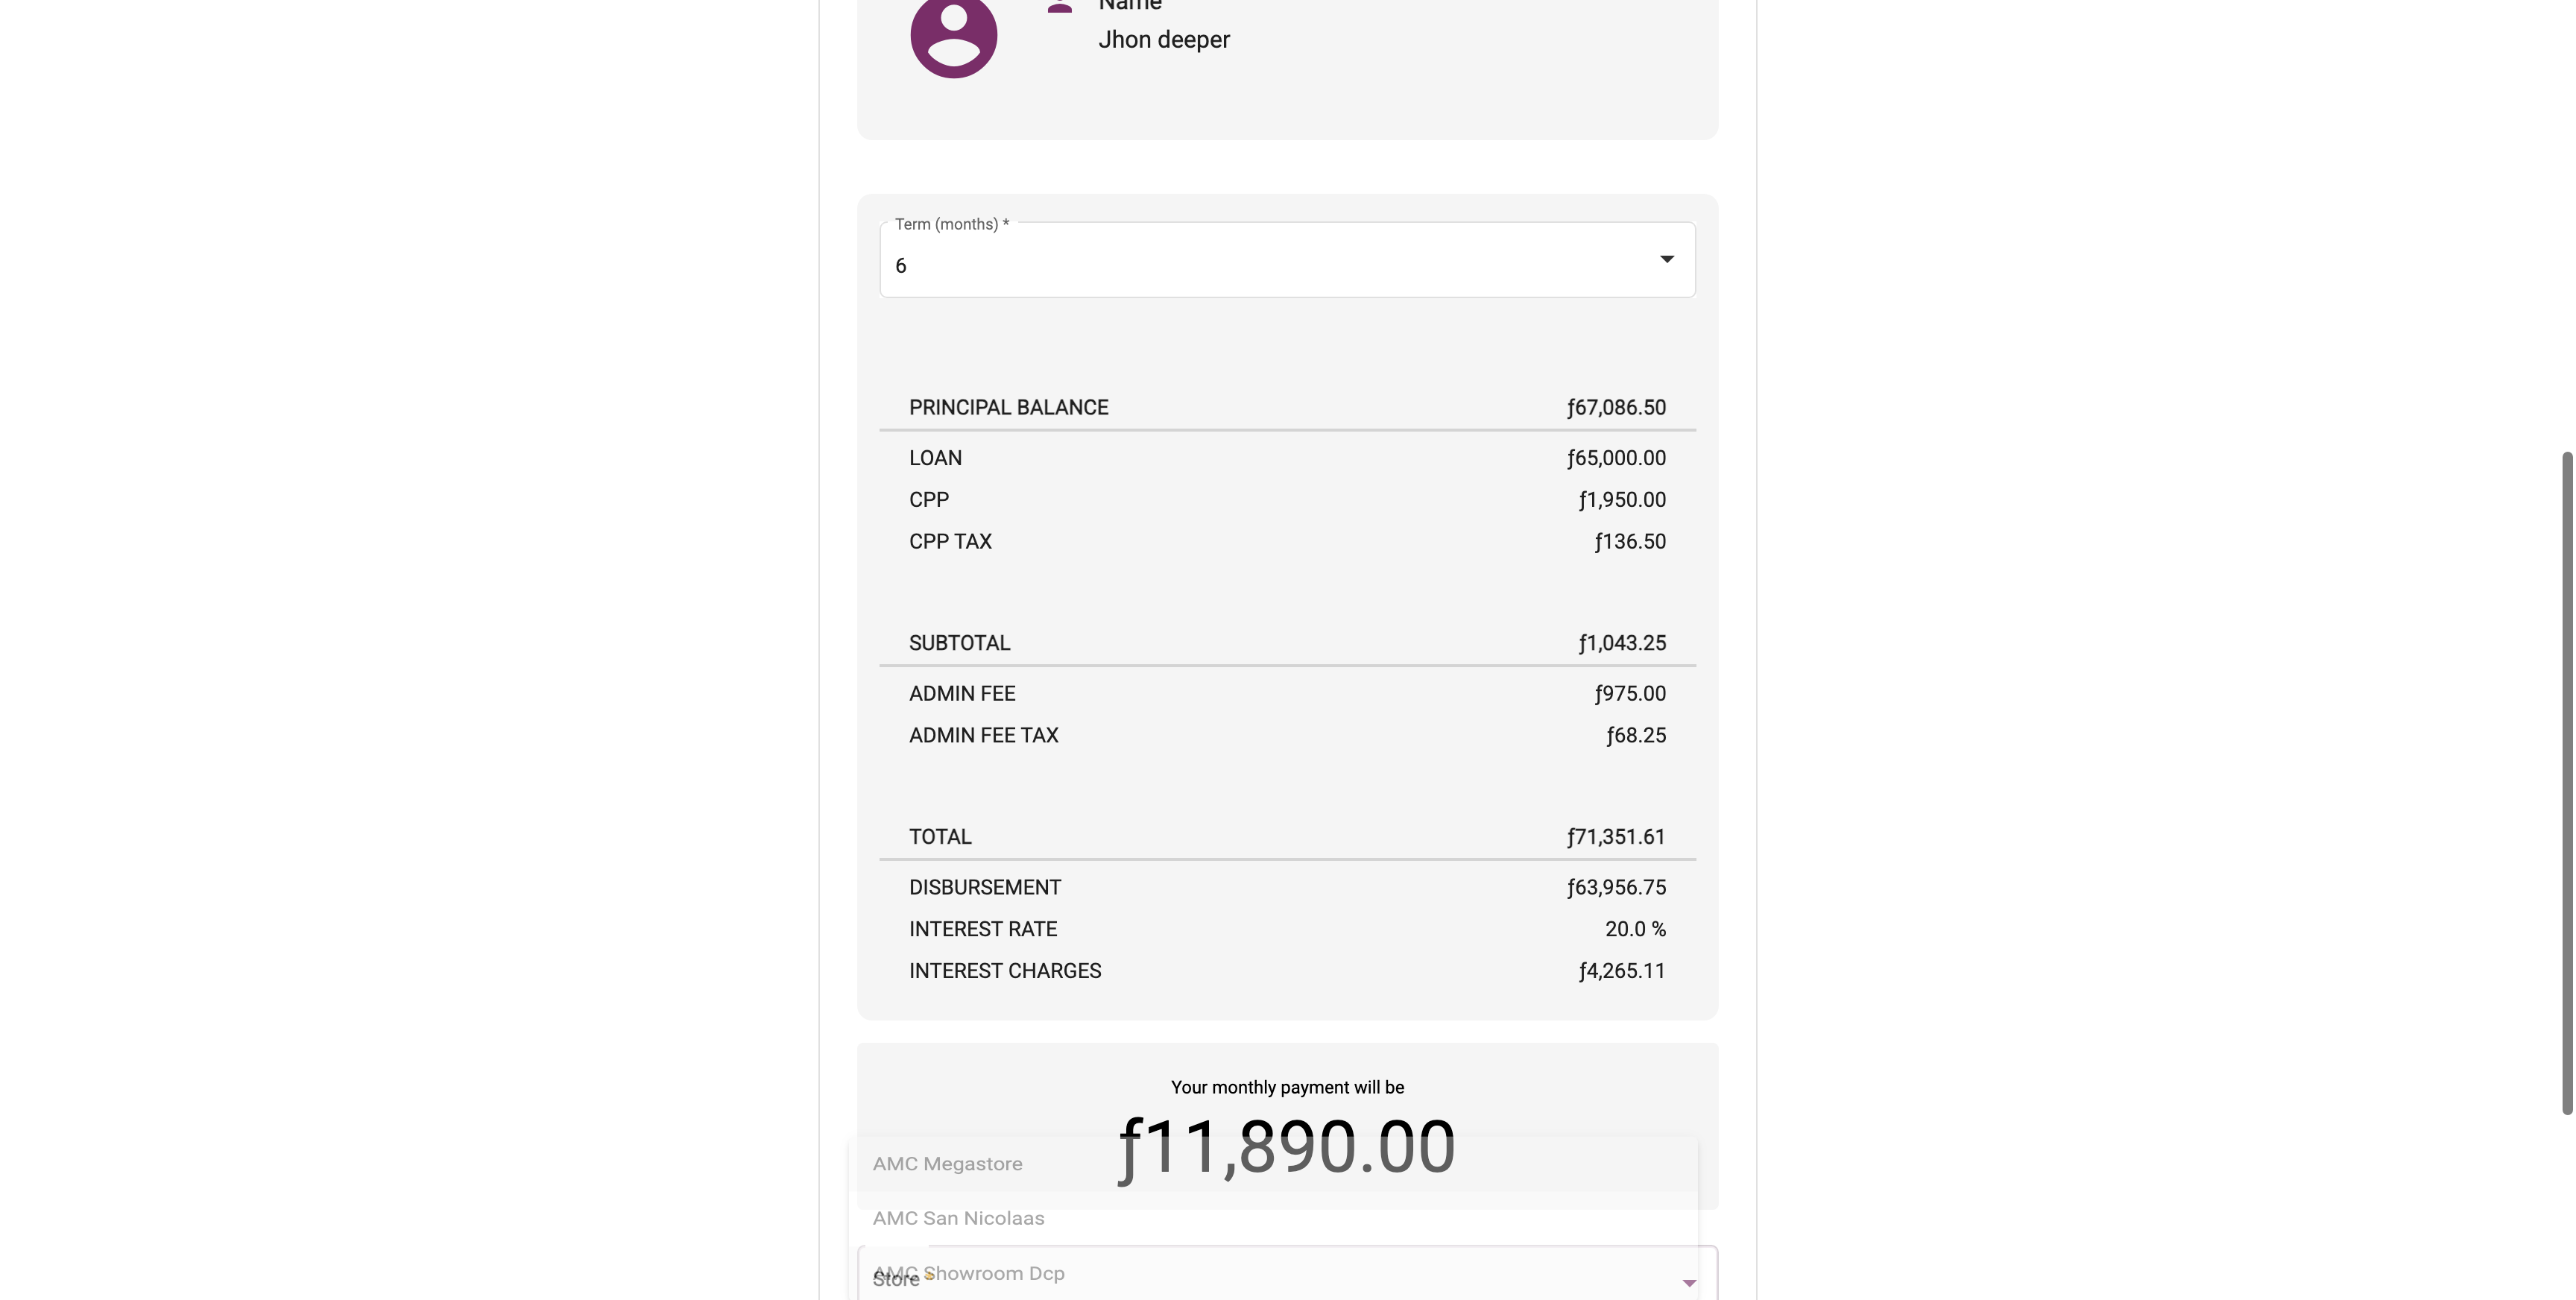 Name
Jhon deeper
Term (months) *
6
PRINCIPAL BALANCE ƒ67,086.50
LOAN ƒ65,000.00
CPP ƒ1,950.00
CPP TAX ƒ136.50
SUBTOTAL ƒ1,043.25
ADMIN FEE ƒ975.00
ADMIN FEE TAX ƒ68.25
TOTAL ƒ71,351.61
DISBURSEMENT ƒ63,956.75
INTEREST RATE 20.0 %
INTEREST CHARGES ƒ4,265.11
Your monthly payment will be
ƒ11,890.00
AMC Megastore
AMC San Nicolaas
AMC Showroom Dcp
Store *